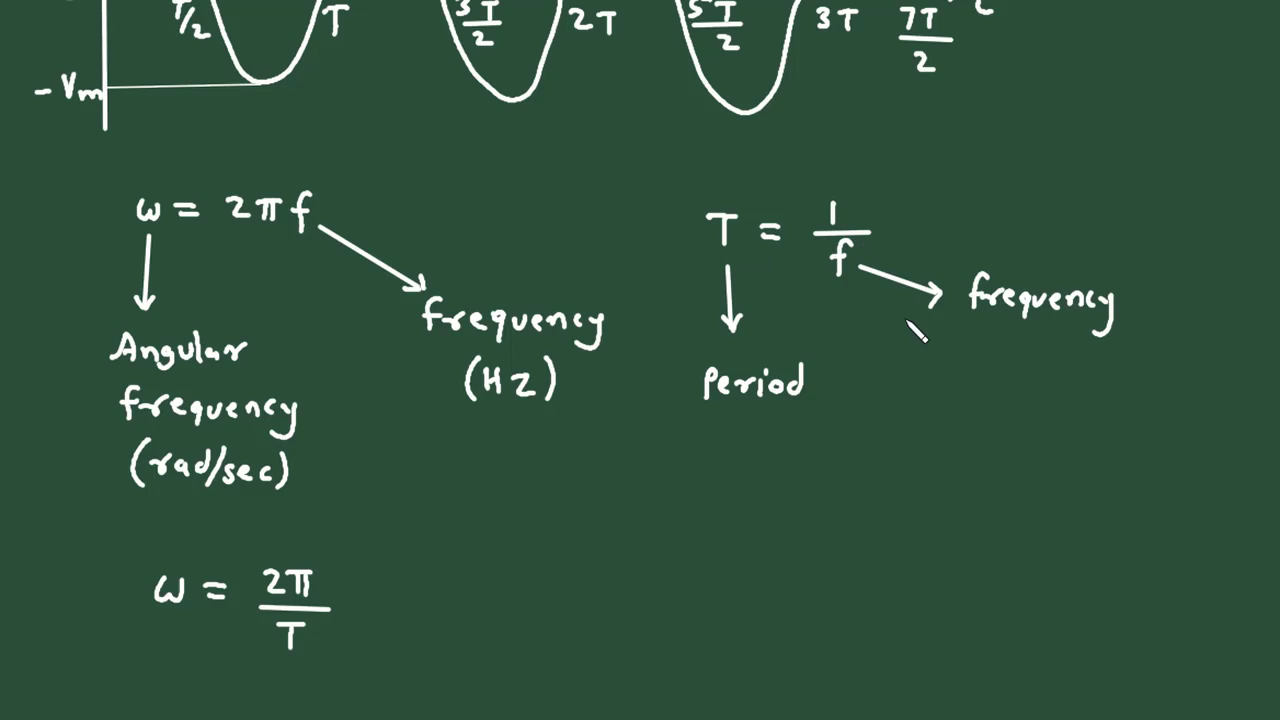 T/2 T 3T/2 2T 5T/2 3T 7T/2
- Vm
ω = 2π f
T = 1/f
frequency
frequency
(HZ)
Angular
frequency
(rad/sec)
Period
ω = 2π/T